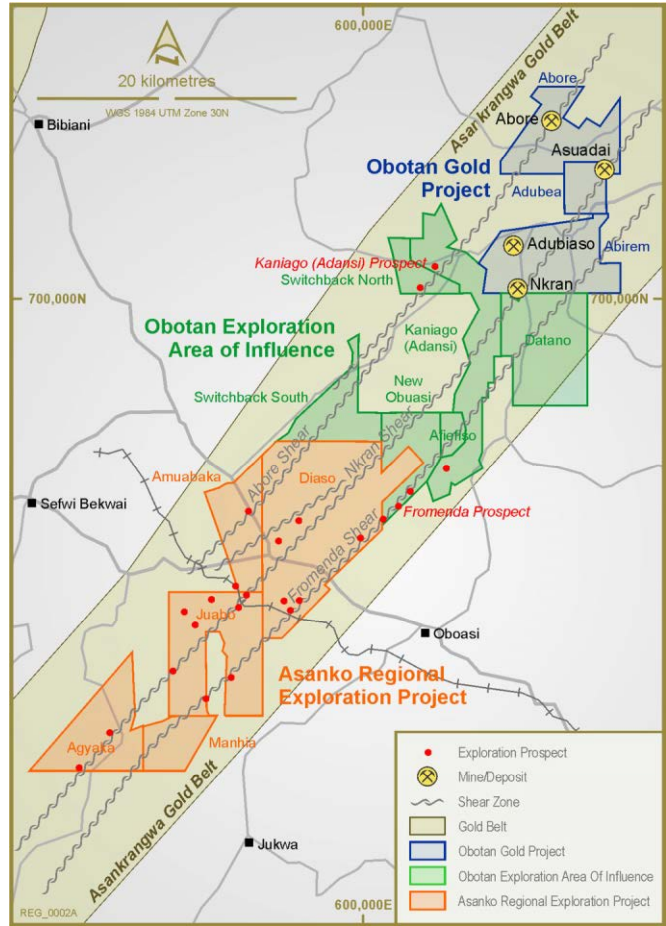 600,000E
20 kilometres
WGS 1984 UTM Zone 30N
Asankrangwa Gold Belt
Bibiani
Abore
Abore
Asuadai
Obotan Gold
Project
Adubea
Adubiaso
Abirem
Kaniago (Adansi) Prospect
Switchback North
Nkran
700,000N
700,000N
Obotan Exploration
Area of Influence
Kaniago
(Adansi)
Datano
New
Obuasi
Switchback South
Afiefiso
Amuabaka
Abore Shear
Diaso
Nkran Shear
Sefwi Bekwai
Fromenda Prospect
Fromenda Shear
Juabo
Oboasi
Asanko Regional
Exploration Project
Agyaka
Manhia
Asankrangwa Gold Belt
Jukwa
Exploration Prospect
Mine/Deposit
Shear Zone
Gold Belt
Obotan Gold Project
Obotan Exploration Area Of Influence
Asanko Regional Exploration Project
REG_0002A
600,000E